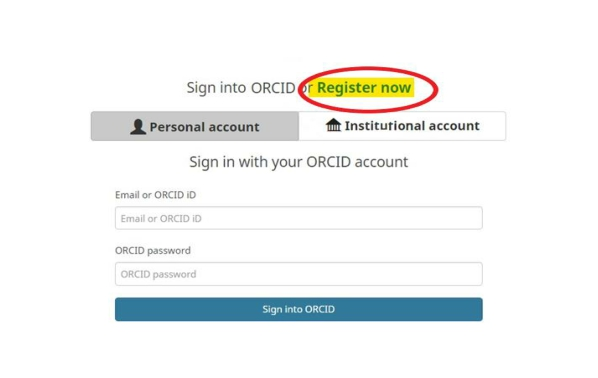 Sign into ORCID or Register now
Personal account
Institutional account
Sign in with your ORCID account
Email or ORCID iD
Email or ORCID iD
ORCID password
ORCID password
Sign into ORCID